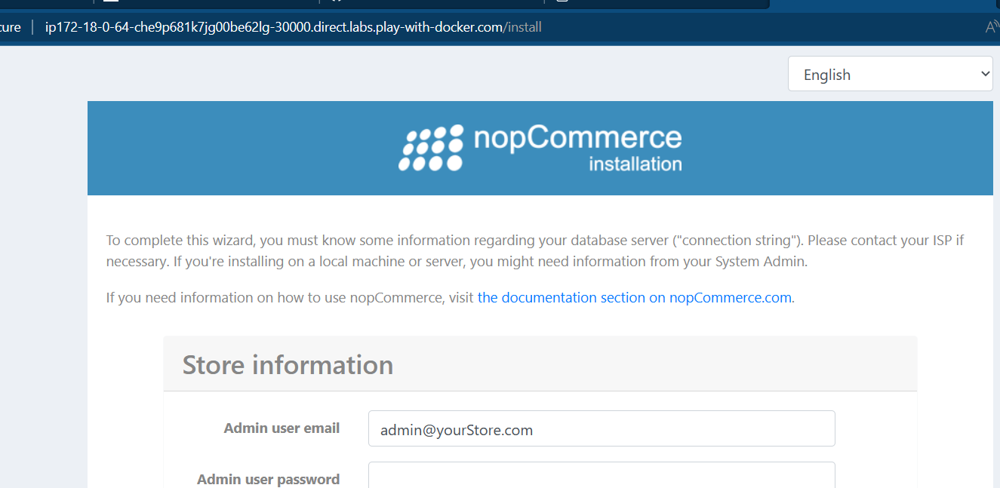 cure
ip172-18-0-64-che9p681k7jg00be62lg-30000.direct.labs.play-with-docker.com/install
English
nopCommerce
installation
To complete this wizard, you must know some information regarding your database server ("connection string"). Please contact your ISP if
necessary. If you're installing on a local machine or server, you might need information from your System Admin.
If you need information on how to use nopCommerce, visit the documentation section on nopCommerce.com.
Store information
Admin user email
admin@yourStore.com
Admin user password